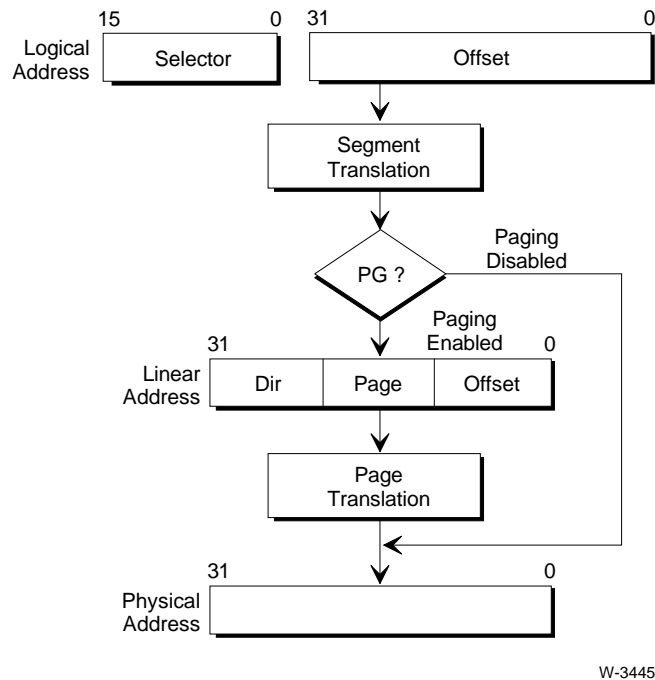 15 0
31 0
Logical
Address
Selector
Offset
Segment
Translation
PG ?
Paging
Disabled
Paging
Enabled
31 0
Linear
Address
Dir
Page
Offset
Page
Translation
31 0
Physical
Address
W-3445